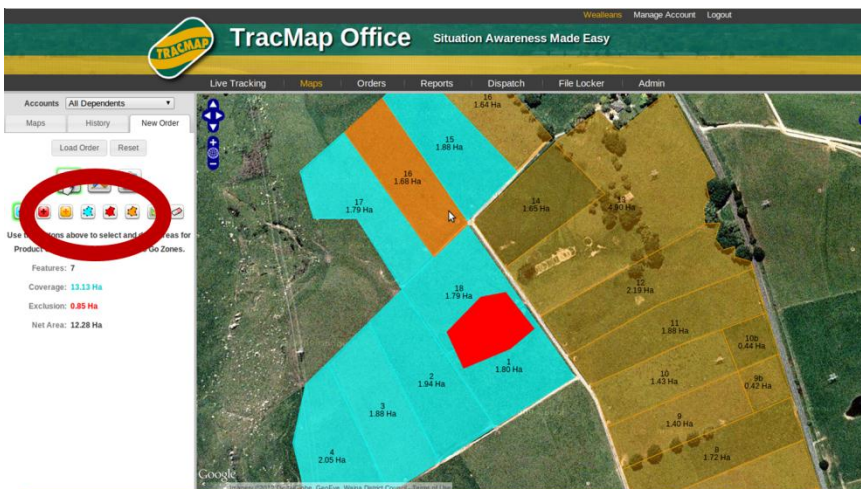 Wealleans Manage Account Logout
TRACMAP
TracMap Office Situation Awareness Made Easy
Live Tracking Maps Orders Reports Dispatch File Locker Admin
Accounts All Dependents
Maps History New Order
Load Order Reset
Use
ons above to select and
eas for
Product
Go Zones.
Features: 7
Coverage: 13.13 Ha
Exclusion: 0.85 Ha
Net Area: 12.28 Ha
16
1.64 Ha
15
1.88 Ha
16
1.68 Ha
17
1.79 Ha
14
1.65 Ha
13
4.90 Ha
12
2.19 Ha
18
1.79 Ha
11
1.88 Ha
10b
0.44 Ha
1
1.80 Ha
2
1.94 Ha
10
1.43 Ha
9b
0.42 Ha
3
1.88 Ha
9
1.40 Ha
4
2.05 Ha
8
1.72 Ha
Google